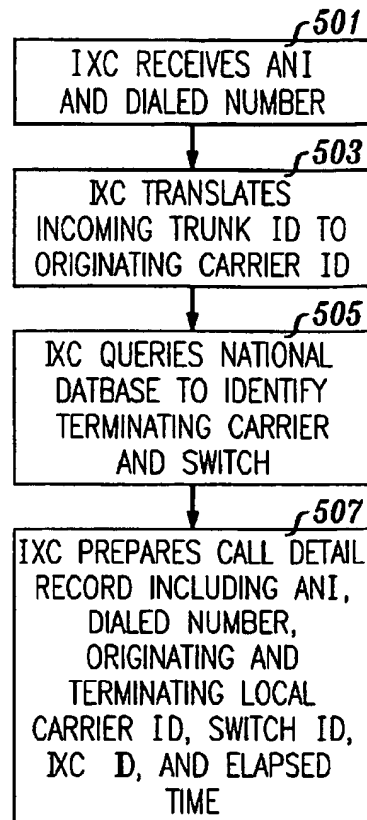 501
IXC RECEIVES ANI
AND DIALED NUMBER
503
IXC TRANSLATES
INCOMING TRUNK ID TO
ORIGINATING CARRIER ID
505
IXC QUERIES NATIONAL
DATBASE TO IDENTIFY
TERMINATING CARRIER
AND SWITCH
507
IXC PREPARES CALL DETAIL
RECORD INCLUDING ANI,
DIALED NUMBER,
ORIGINATING AND
TERMINATING LOCAL
CARRIER ID, SWITCH ID,
IXC ID, AND ELAPSED
TIME